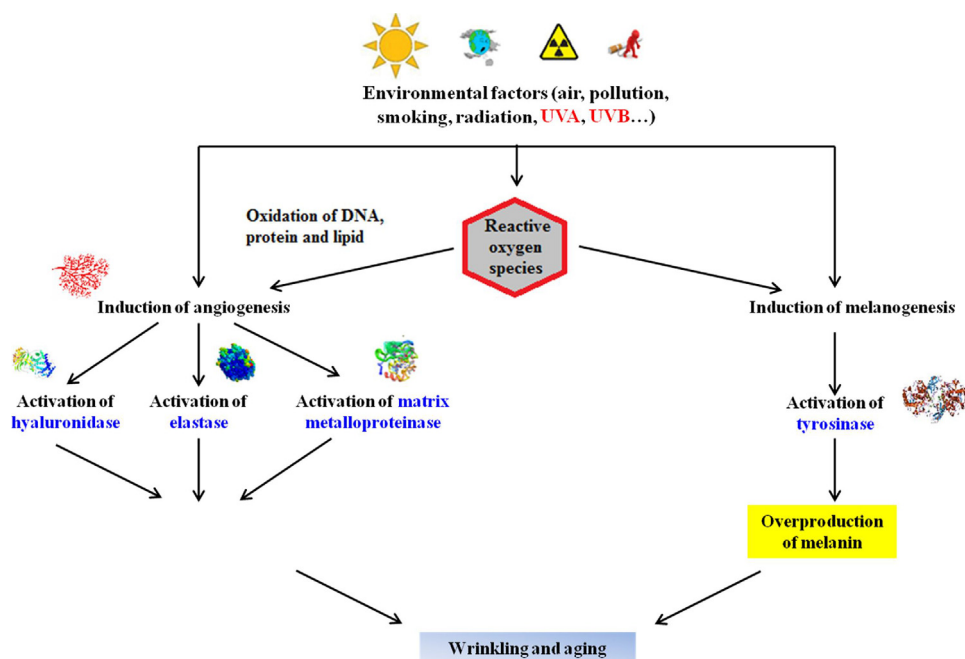 Environmental factors (air, pollution,
smoking, radiation, UVA, UVB…)
Oxidation of DNA,
protein and lipid
Reactive
oxygen
species
Induction of angiogenesis
Induction of melanogenesis
Activation of
hyaluronidase
Activation of
elastase
Activation of matrix
metalloproteinase
Activation of
tyrosinase
Overproduction
of melanin
Wrinkling and aging